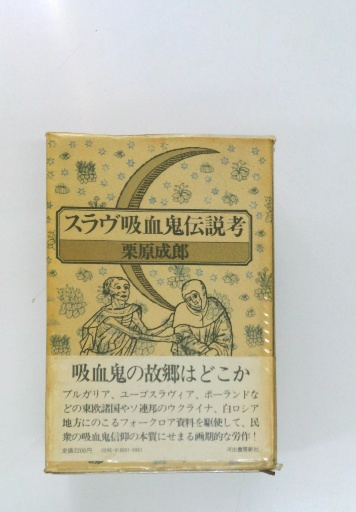 スラヴ吸血鬼伝説考
栗原成郎
吸血鬼の故郷はどこか
ブルガリア、ユーゴスラヴィア、ポーランドな
どの東欧諸国やソ連邦のウクライナ、白ロシア
地方にのこるフォークロア資料を駆使して、民
衆の吸血鬼信仰の本質にせまる画期的な労作!
河出書房新社